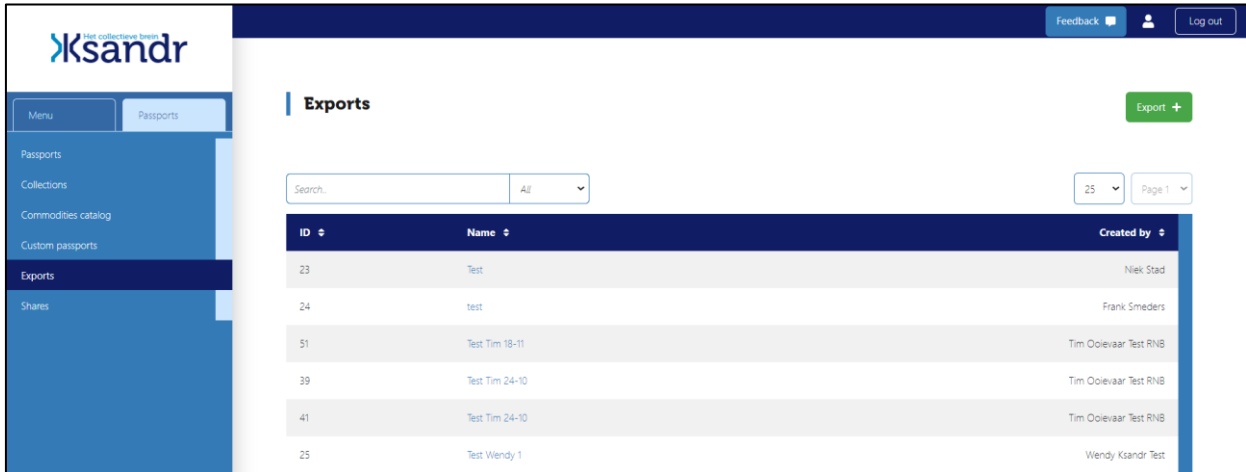 Feedback
Log out
Het collectieve brein
Ksandr
Menu
Passports
Passports
Collections
Commodities catalog
Custom passports
Exports
Shares
Exports
Export +
Search..
All
25
Page 1
ID Name Created by
23 Test Niek Stad
24 test Frank Smeders
51 Test Tim 18-11 Tim Ooievaar Test RNB
39 Test Tim 24-10 Tim Ooievaar Test RNB
41 Test Tim 24-10 Tim Ooievaar Test RNB
25 Test Wendy 1 Wendy Ksandr Test